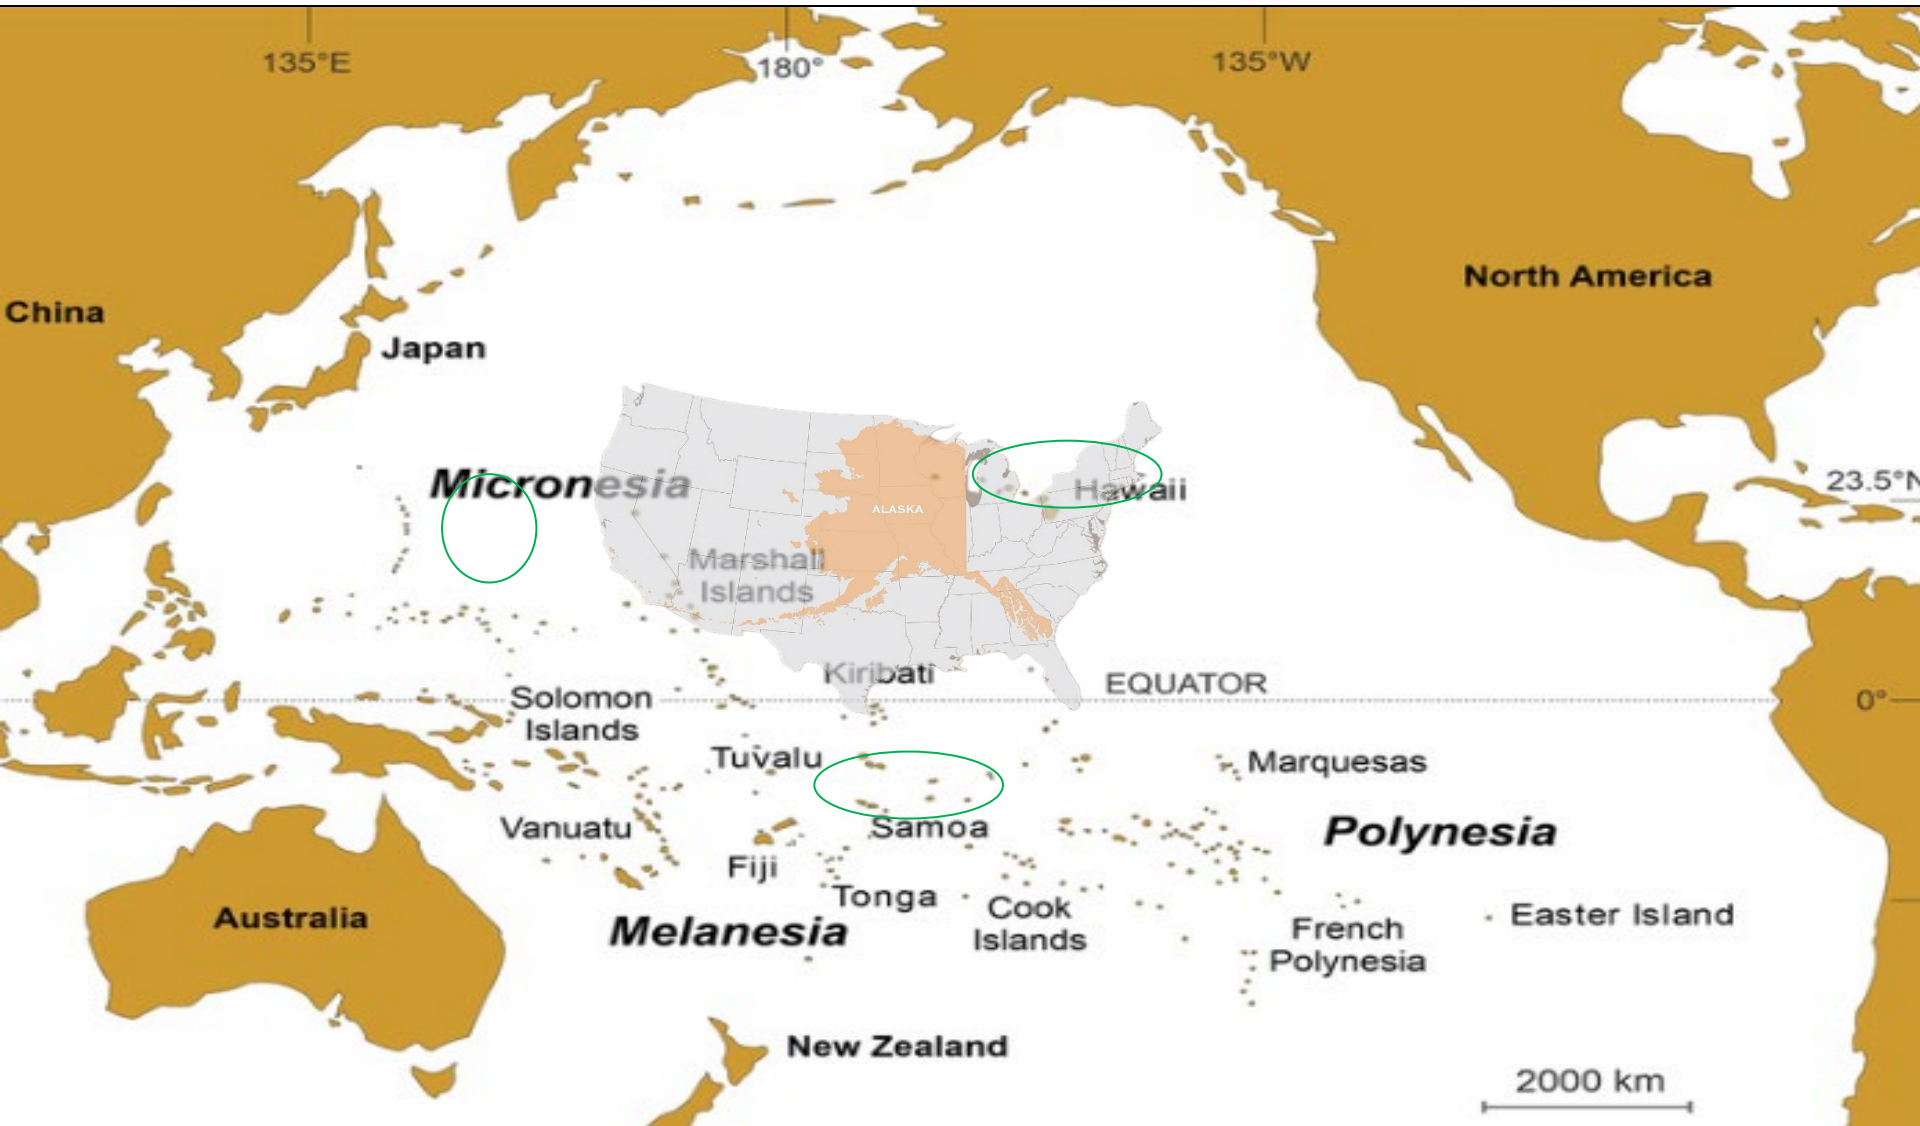 135°E
180°
135°W
North America
China
Japan
23.5°N
Micronesia
Hawaii
ALASKA
Marshall
Islands
Kiribati
EQUATOR
0°
Solomon
Islands
Tuvalu
Marquesas
Vanuatu
Samoa
Polynesia
Fiji
Tonga
Cook
Islands
Australia
Melanesia
French
Polynesia
Easter Island
New Zealand
2000 km